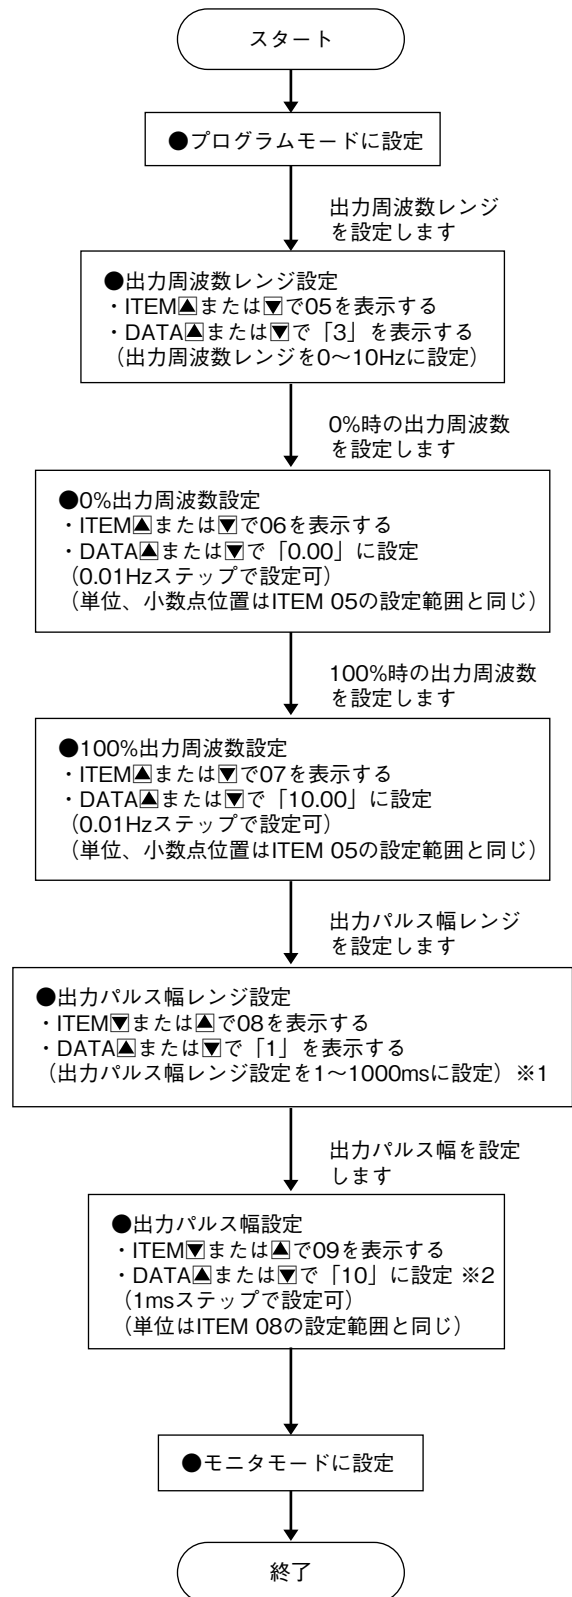 スタート
●プログラムモードに設定
出力周波数レンジ
を設定します
●出力周波数レンジ設定
・ITEM▲または▼で05を表示する
・DATA▲または▼で「3」を表示する
（出力周波数レンジを0～10Hzに設定）
0%時の出力周波数
を設定します
●0%出力周波数設定
・ITEM▲または▼で06を表示する
・DATA▲または▼で「0.00」に設定
（0.01Hzステップで設定可）
（単位、小数点位置はITEM 05の設定範囲と同じ）
100%時の出力周波数
を設定します
●100%出力周波数設定
・ITEM▲または▼で07を表示する
・DATA▲または▼で「10.00」に設定
（0.01Hzステップで設定可）
（単位、小数点位置はITEM 05の設定範囲と同じ）
出力パルス幅レンジ
を設定します
●出力パルス幅レンジ設定
・ITEM▼または▲で08を表示する
・DATA▲または▼で「1」を表示する
（出力パルス幅レンジ設定を1～1000msに設定）※1
出力パルス幅を設定
します
●出力パルス幅設定
・ITEM▼または▲で09を表示する
・DATA▲または▼で「10」に設定 ※2
（1msステップで設定可）
（単位はITEM 08の設定範囲と同じ）
●モニタモードに設定
終了